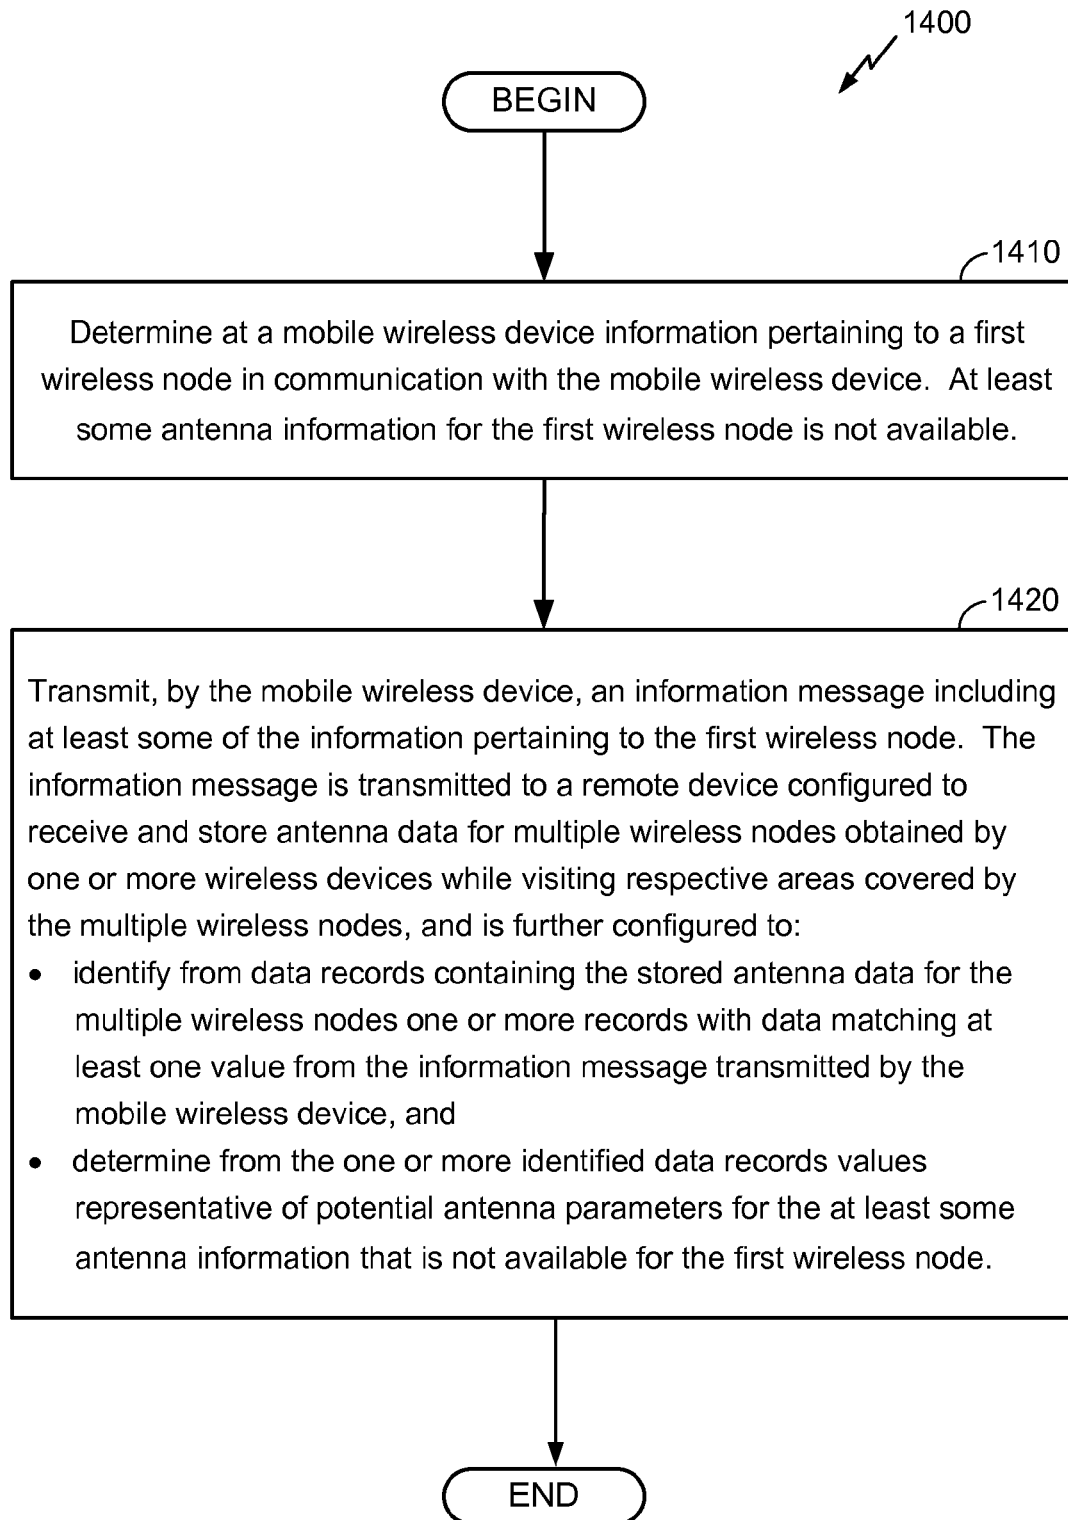 1400
BEGIN
1410
Determine at a mobile wireless device information pertaining to a first
wireless node in communication with the mobile wireless device.  At least
some antenna information for the first wireless node is not available.
1420
Transmit, by the mobile wireless device, an information message including
at least some of the information pertaining to the first wireless node.  The
information message is transmitted to a remote device configured to
receive and store antenna data for multiple wireless nodes obtained by
one or more wireless devices while visiting respective areas covered by
the multiple wireless nodes, and is further configured to:
• identify from data records containing the stored antenna data for the
multiple wireless nodes one or more records with data matching at
least one value from the information message transmitted by the
mobile wireless device, and
• determine from the one or more identified data records values
representative of potential antenna parameters for the at least some
antenna information that is not available for the first wireless node.
END